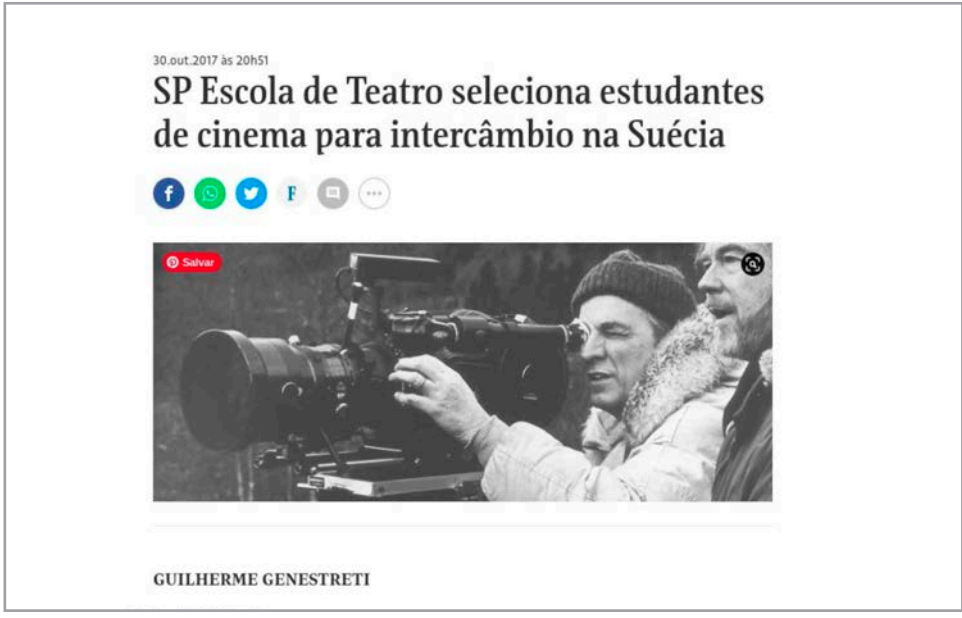 30.out.2017 às 20h51
SP Escola de Teatro seleciona estudantes
de cinema para intercâmbio na Suécia
f
F
Salvar
GUILHERME GENESTRETI